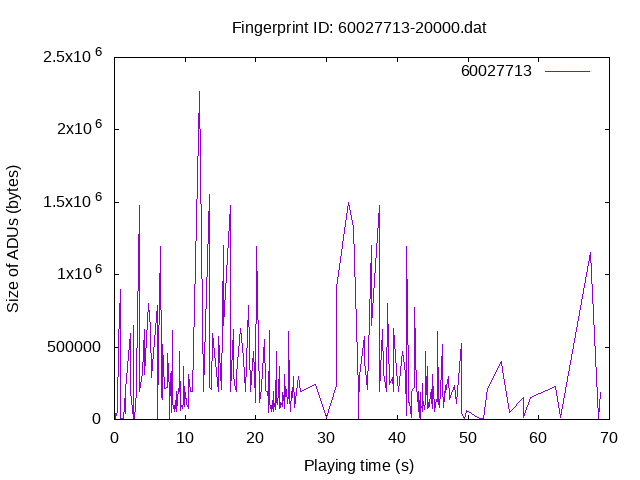 Fingerprint ID: 60027713-20000.dat
60027713
2.5x10^6
2x10^6
1.5x10^6
1x10^6
500000
0
Size of ADUs (bytes)
0 10 20 30 40 50 60 70
Playing time (s)